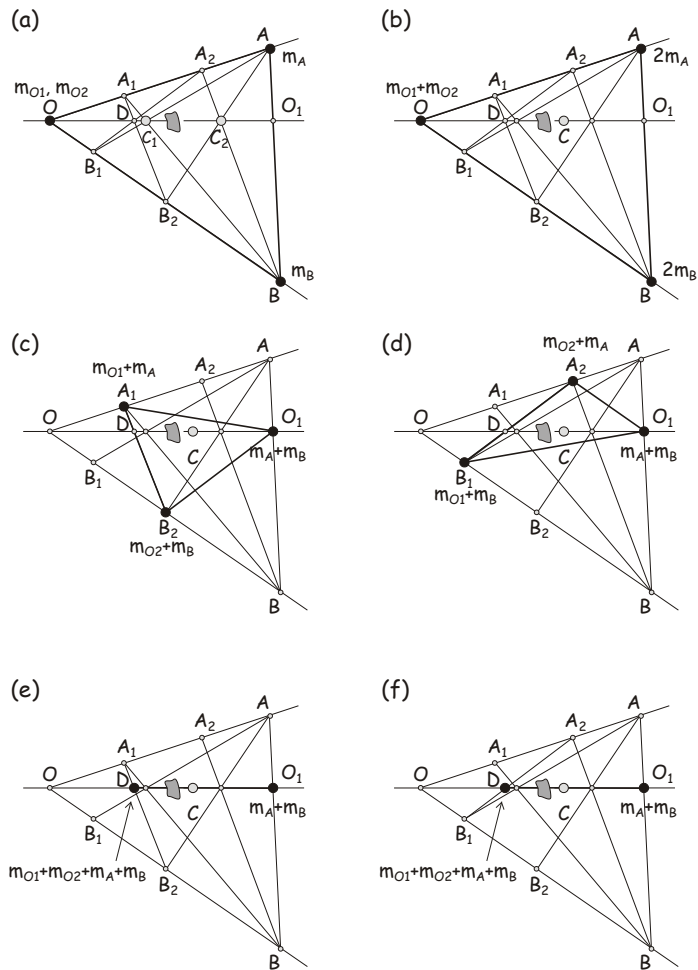 (a)
A
A₂
m_A
A₁
m_O1, m_O2
O
D
C₁
C₂
O₁
B₁
B₂
m_B
B
(b)
A
A₂
2m_A
A₁
m_O1+m_O2
O
D
C
O₁
B₁
B₂
2m_B
B
(c)
A
A₂
m_O1+m_A
A₁
O
D
O₁
C
m_A+m_B
B₁
B₂
m_O2+m_B
B
(d)
m_O2+m_A
A
A₂
A₁
O
D
O₁
C
m_A+m_B
B₁
m_O1+m_B
B₂
B
(e)
A
A₂
A₁
O
D
O₁
C
m_A+m_B
B₁
m_O1+m_O2+m_A+m_B
B₂
B
(f)
A
A₂
A₁
O
D
O₁
C
m_A+m_B
B₁
m_O1+m_O2+m_A+m_B
B₂
B